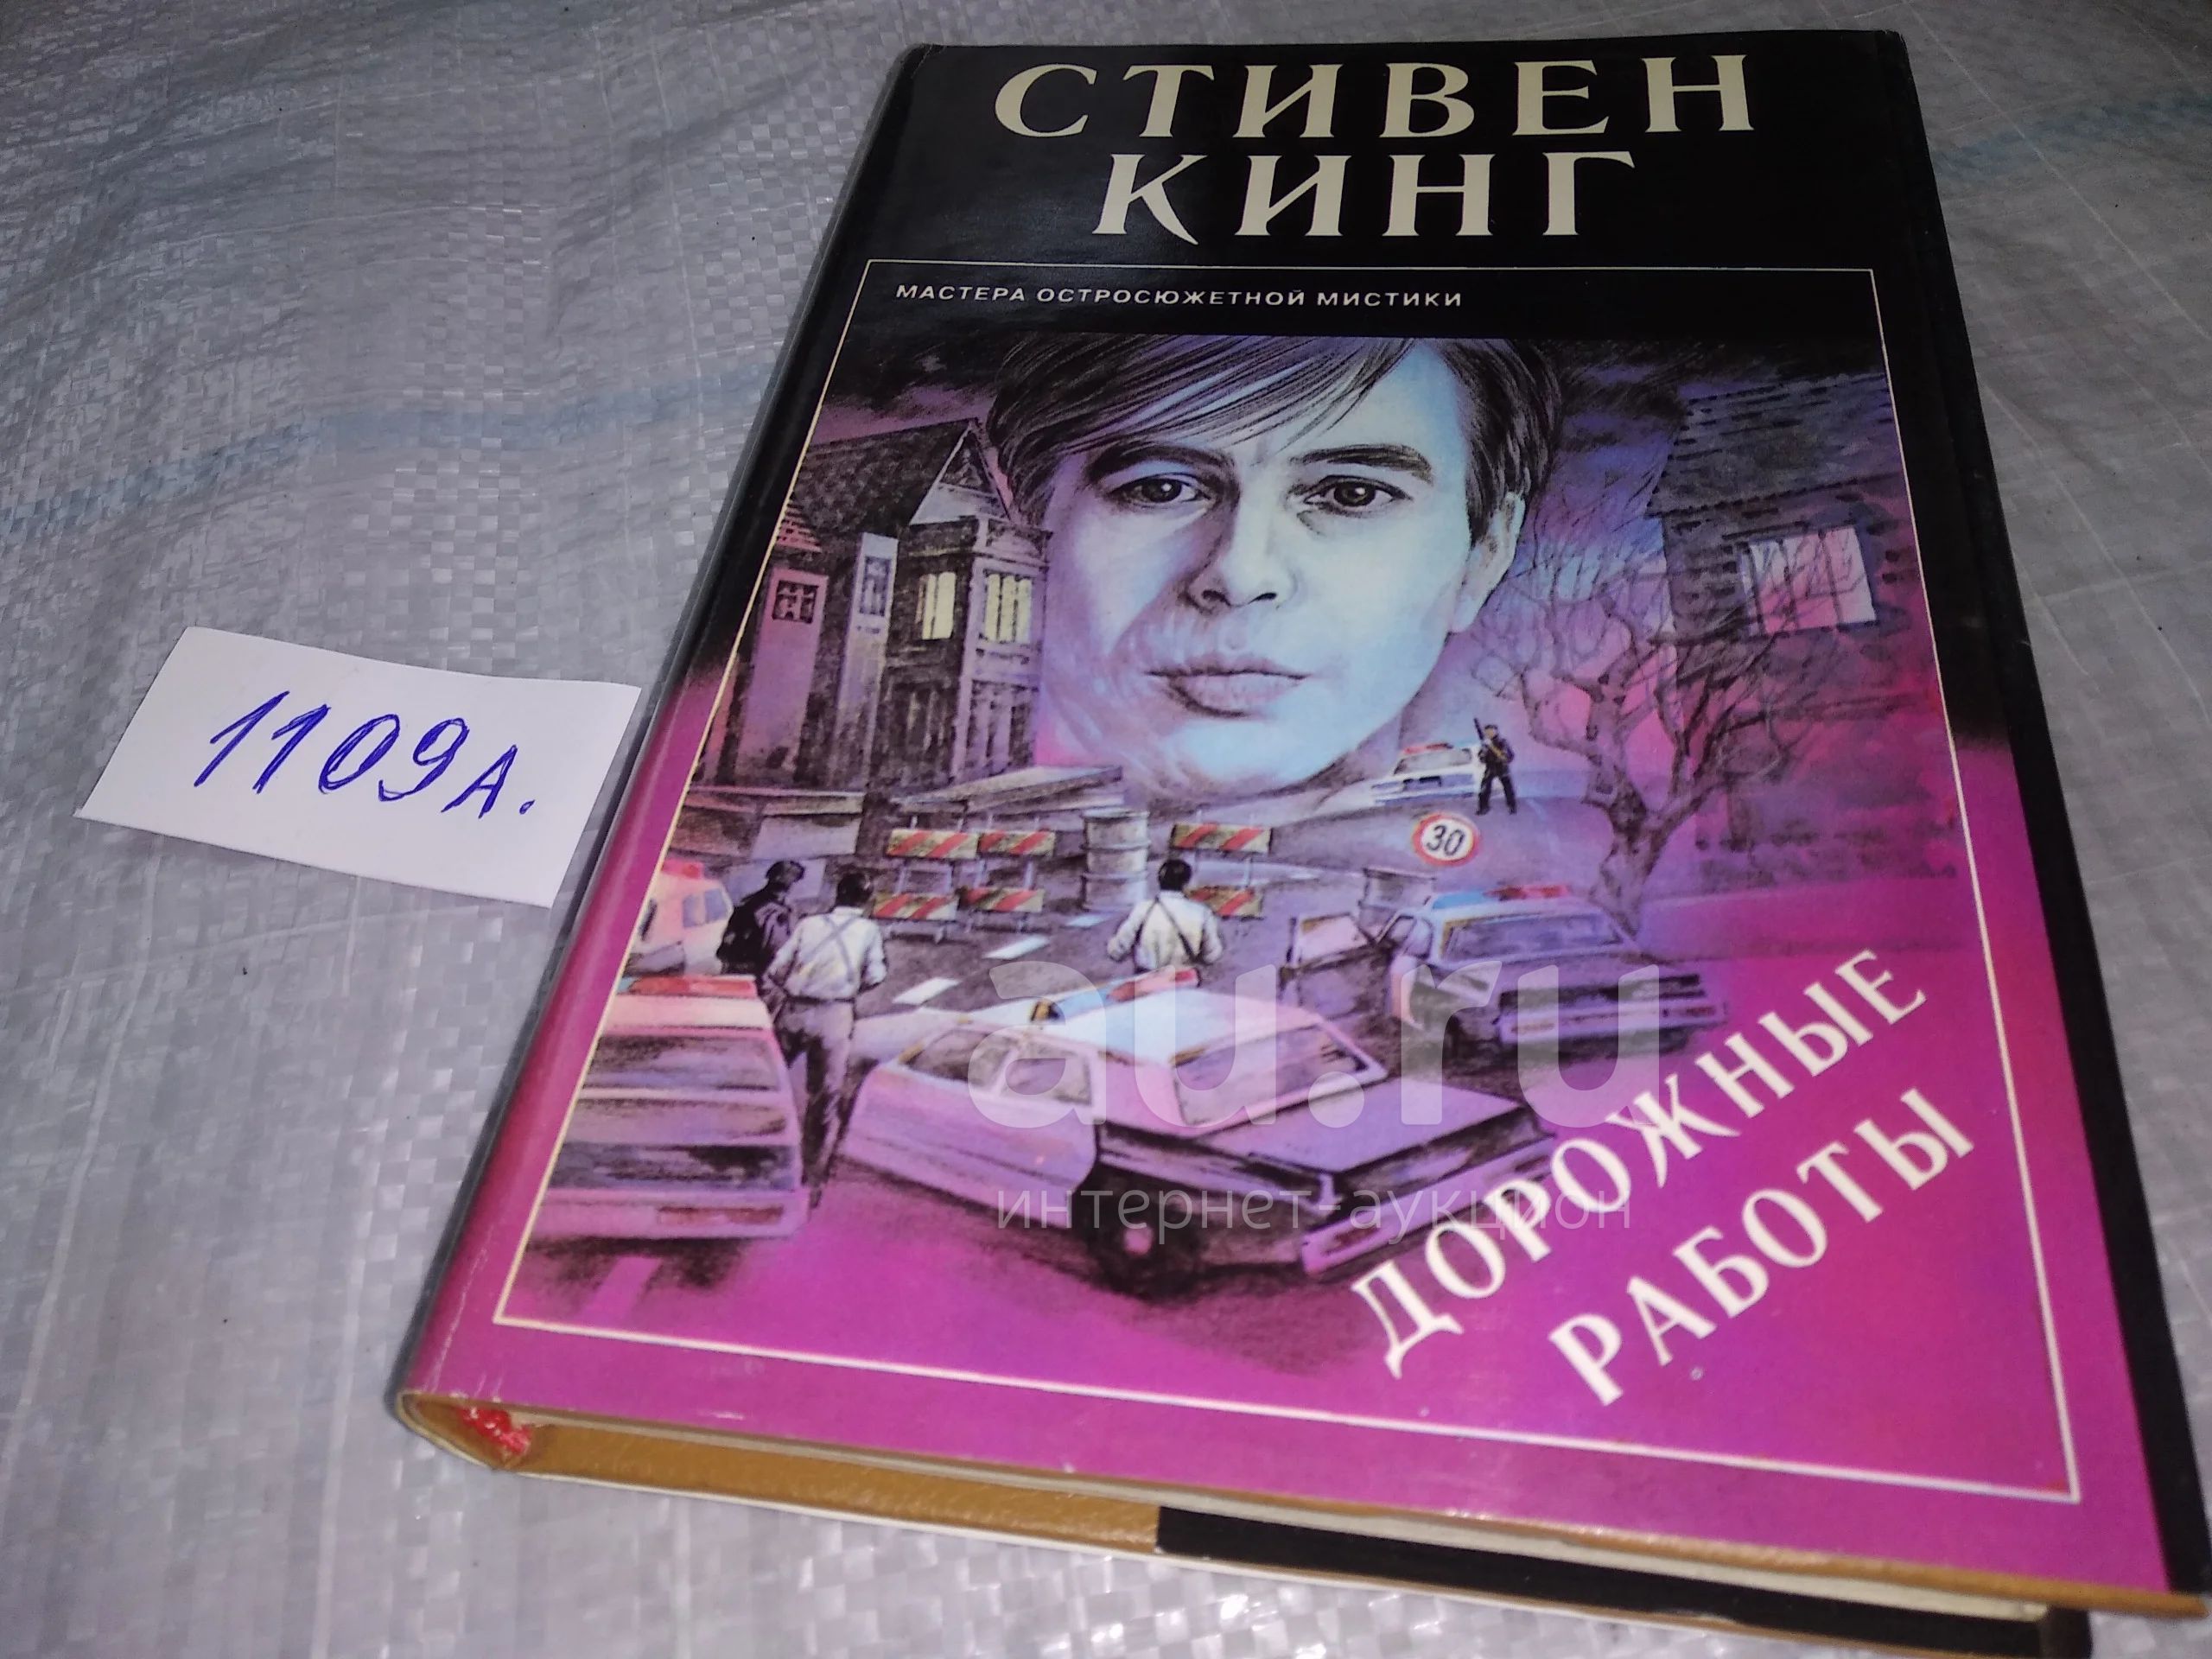 СТИВЕН
КИНГ
МАСТЕРА ОСТРОСЮЖЕТНОЙ МИСТИКИ
1109А.
30
ДОРОЖНЫЕ
РАБОТЫ
au.ru
интернет-аукцион